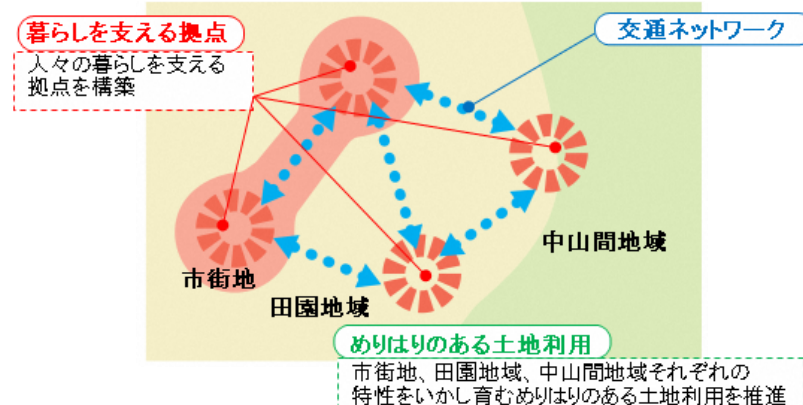 暮らしを支える拠点
人々の暮らしを支える
拠点を構築
交通ネットワーク
中山間地域
市街地
田園地域
めりはりのある土地利用
市街地、田園地域、中山間地域それぞれの
特性をいかし育むめりはりのある土地利用を推進